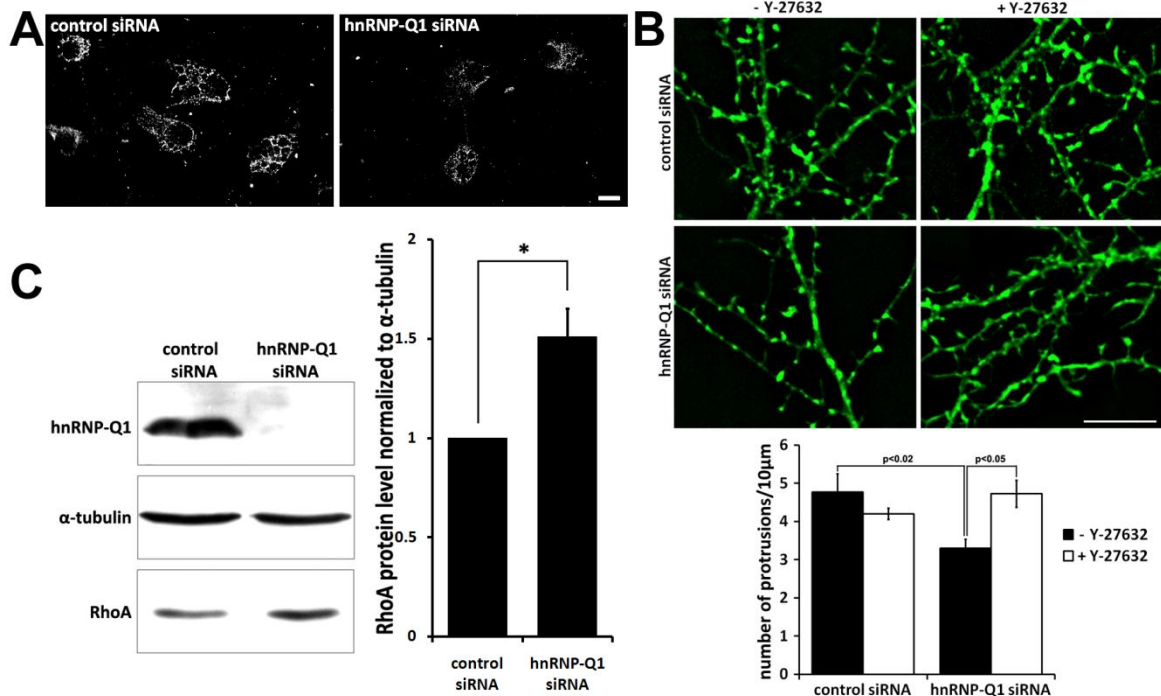 A
control siRNA
hnRNP-Q1 siRNA
B
- Y-27632
+ Y-27632
control siRNA
hnRNP-Q1 siRNA
number of protrusions/10μm
6
5
4
3
2
1
0
p<0.02
p<0.05
- Y-27632
+ Y-27632
control siRNA
hnRNP-Q1 siRNA
C
control
siRNA
hnRNP-Q1
siRNA
hnRNP-Q1
α-tubulin
RhoA
RhoA protein level normalized to α-tubulin
2
1.5
1
0.5
0
*
control
siRNA
hnRNP-Q1
siRNA